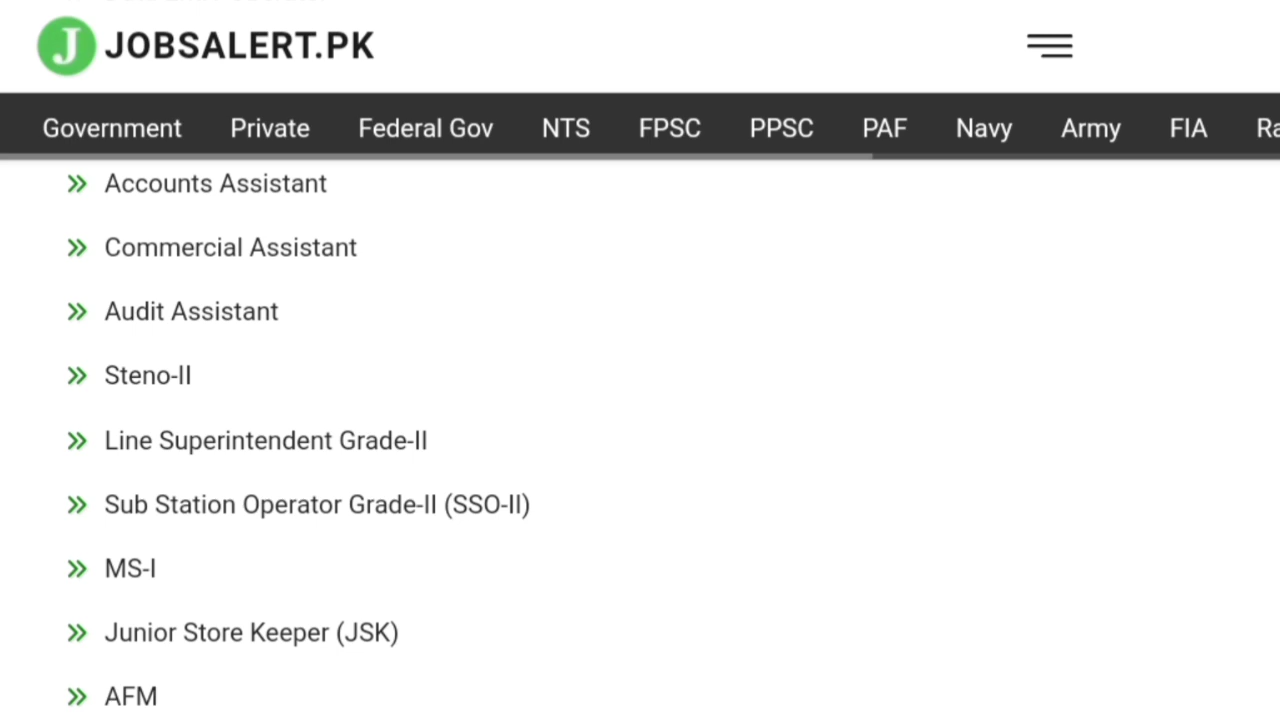 JOBSALERT.PK
Government Private Federal Gov NTS FPSC PPSC PAF Navy Army FIA
Accounts Assistant
Commercial Assistant
Audit Assistant
Steno-II
Line Superintendent Grade-II
Sub Station Operator Grade-II (SSO-II)
MS-I
Junior Store Keeper (JSK)
AFM